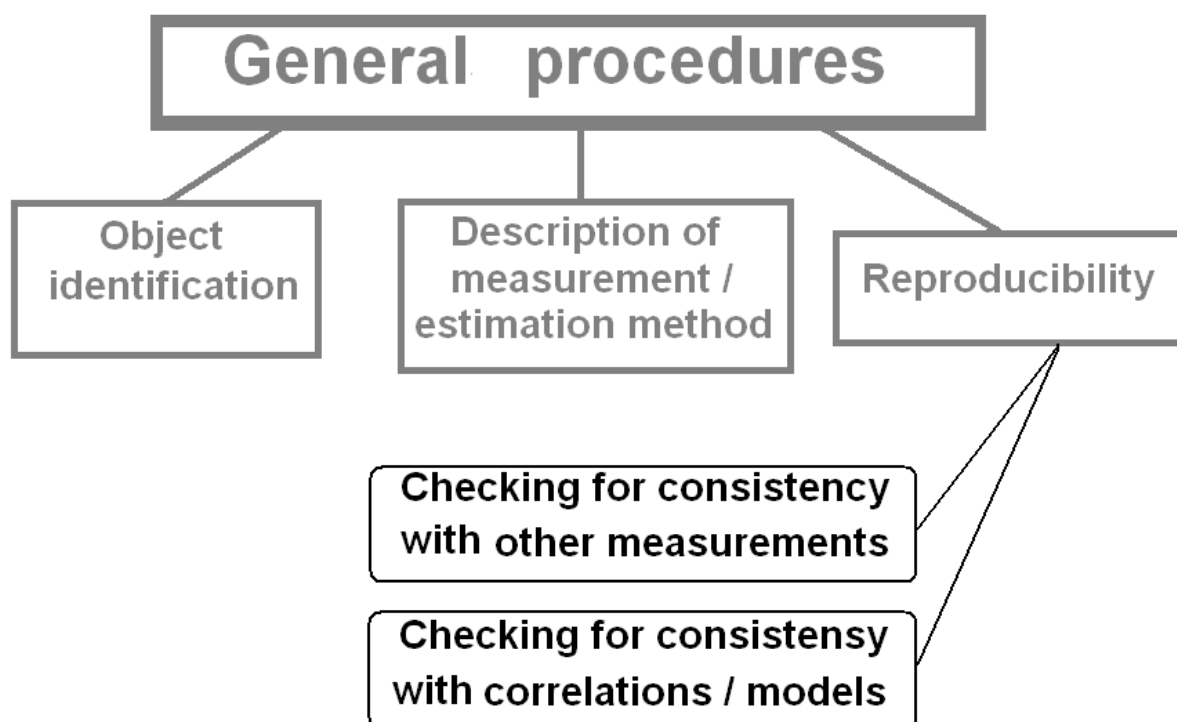 General procedures
Object
identification
Description of
measurement /
estimation method
Reproducibility
Checking for consistency
with other measurements
Checking for consistensy
with correlations / models